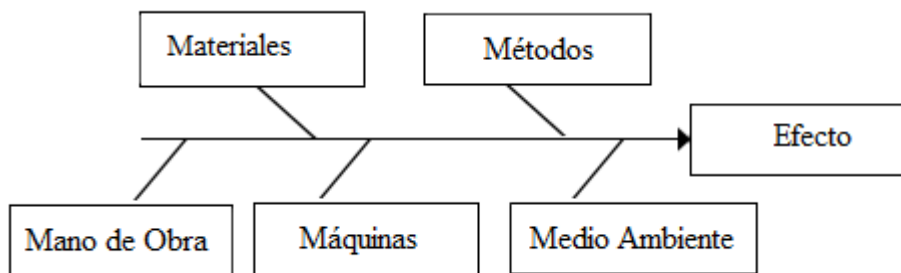 Materiales
Métodos
Efecto
Mano de Obra
Máquinas
Medio Ambiente